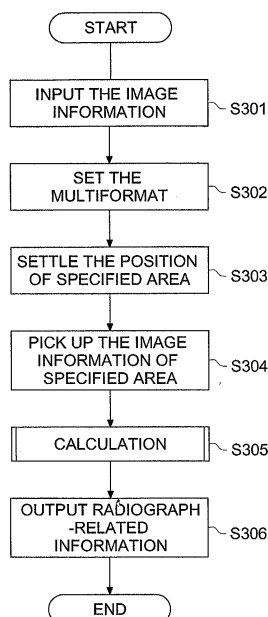 START
INPUT THE IMAGE
INFORMATION
S301
SET THE
MULTIFORMAT
S302
SETTLE THE POSITION
OF SPECIFIED AREA
S303
PICK UP THE IMAGE
INFORMATION OF
SPECIFIED AREA
S304
CALCULATION
S305
OUTPUT RADIOGRAPH
-RELATED
INFORMATION
S306
END